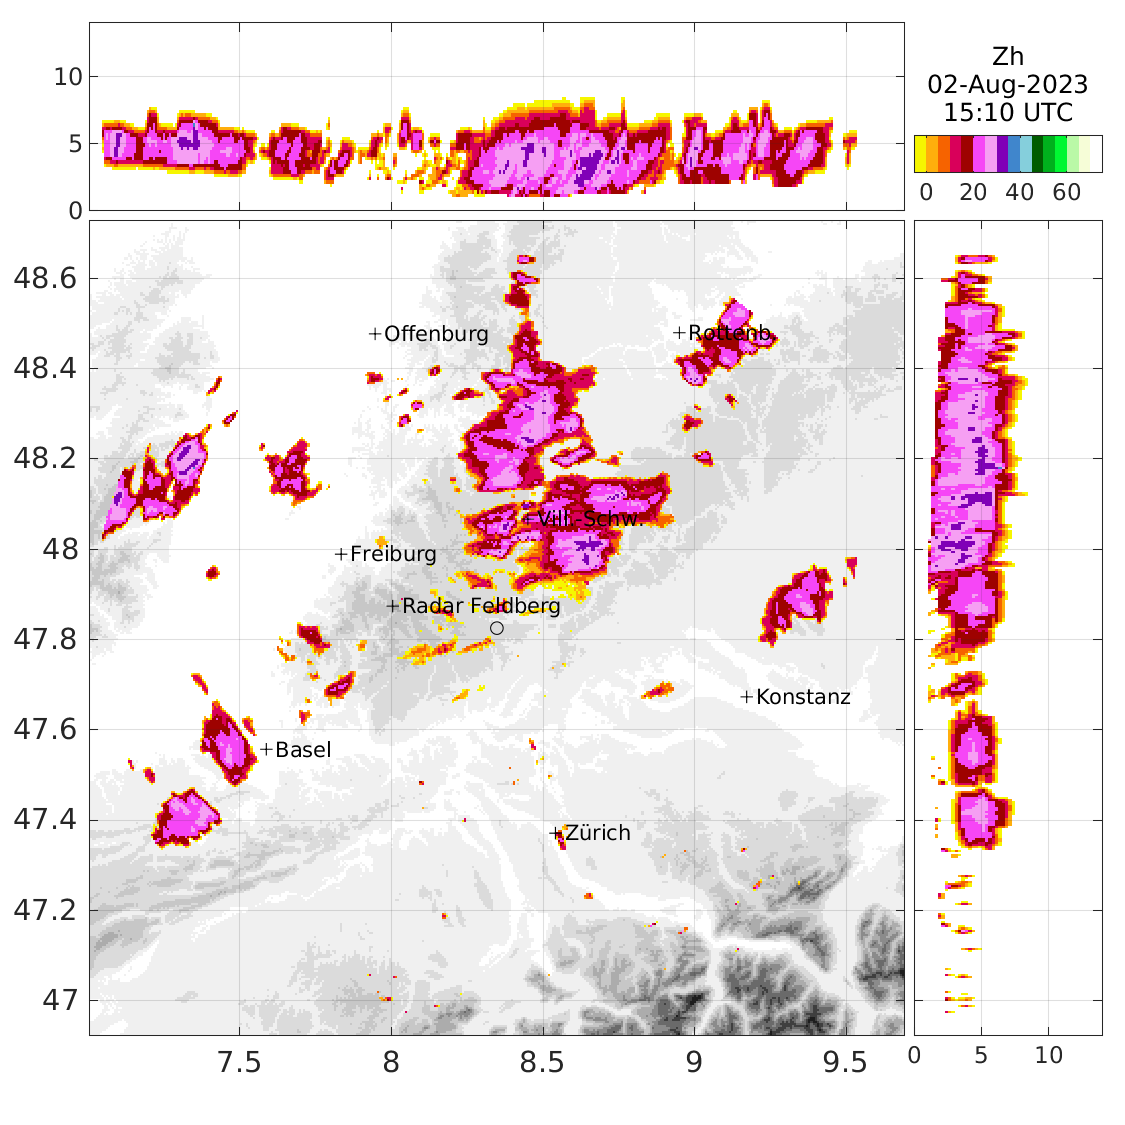 10
5
0
Zh
02-Aug-2023
15:10 UTC
0 20 40 60
48.6
48.4
48.2
48
47.8
47.6
47.4
47.2
47
+Offenburg
+Rottenb.
+Vill.-Schw.
+Freiburg
+Radar Feldberg
+Konstanz
+Basel
+Zürich
7.5 8 8.5 9 9.5
0 5 10